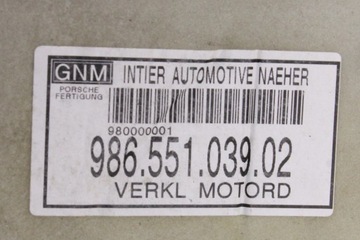 GNM INTIER AUTOMOTIVE NAEHER
PORSCHE
FERTIGUNG
980000001
986.551.039.02
VERKL MOTORD